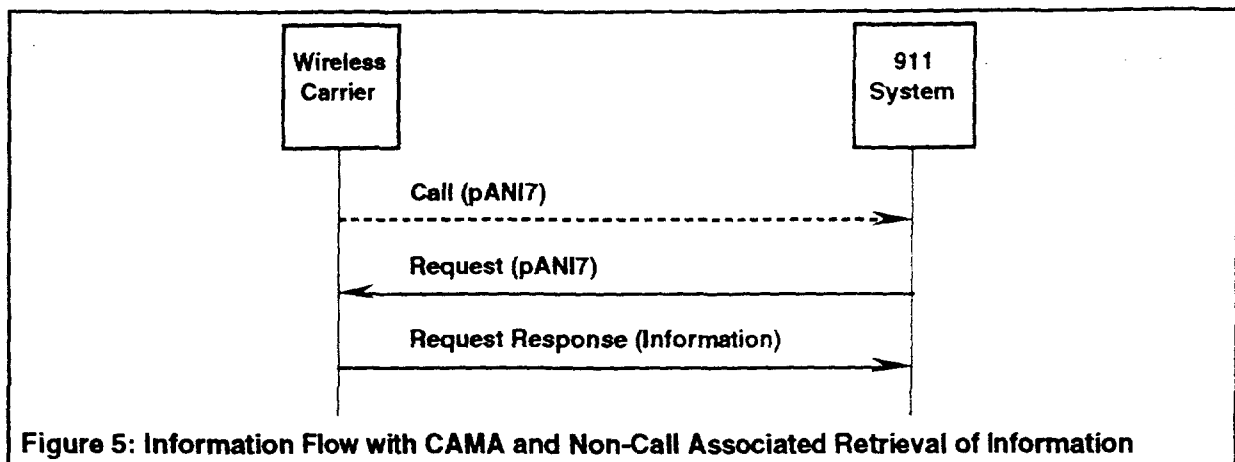 Wireless
Carrier
911
System
Call (pANI7)
Request (pANI7)
Request Response (Information)
Figure 5: Information Flow with CAMA and Non-Call Associated Retrieval of Information